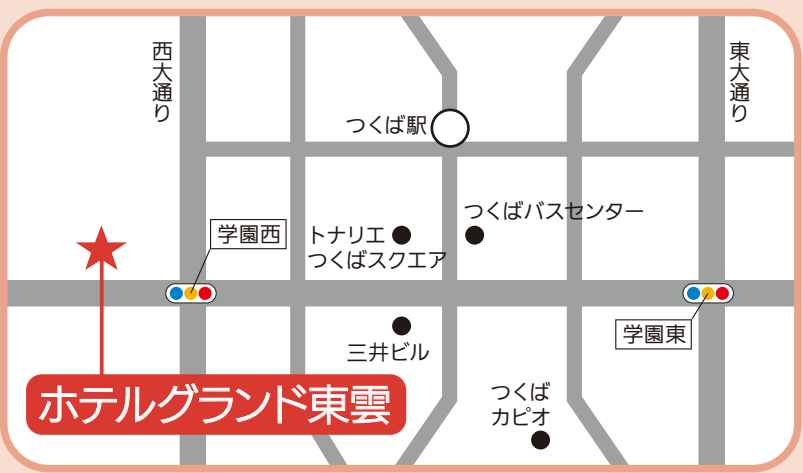 西大通り
東大通り
つくば駅
つくばバスセンター
学園西
トナリエ
つくばスクエア
学園東
三井ビル
つくば
カピオ
ホテルグランド東雲